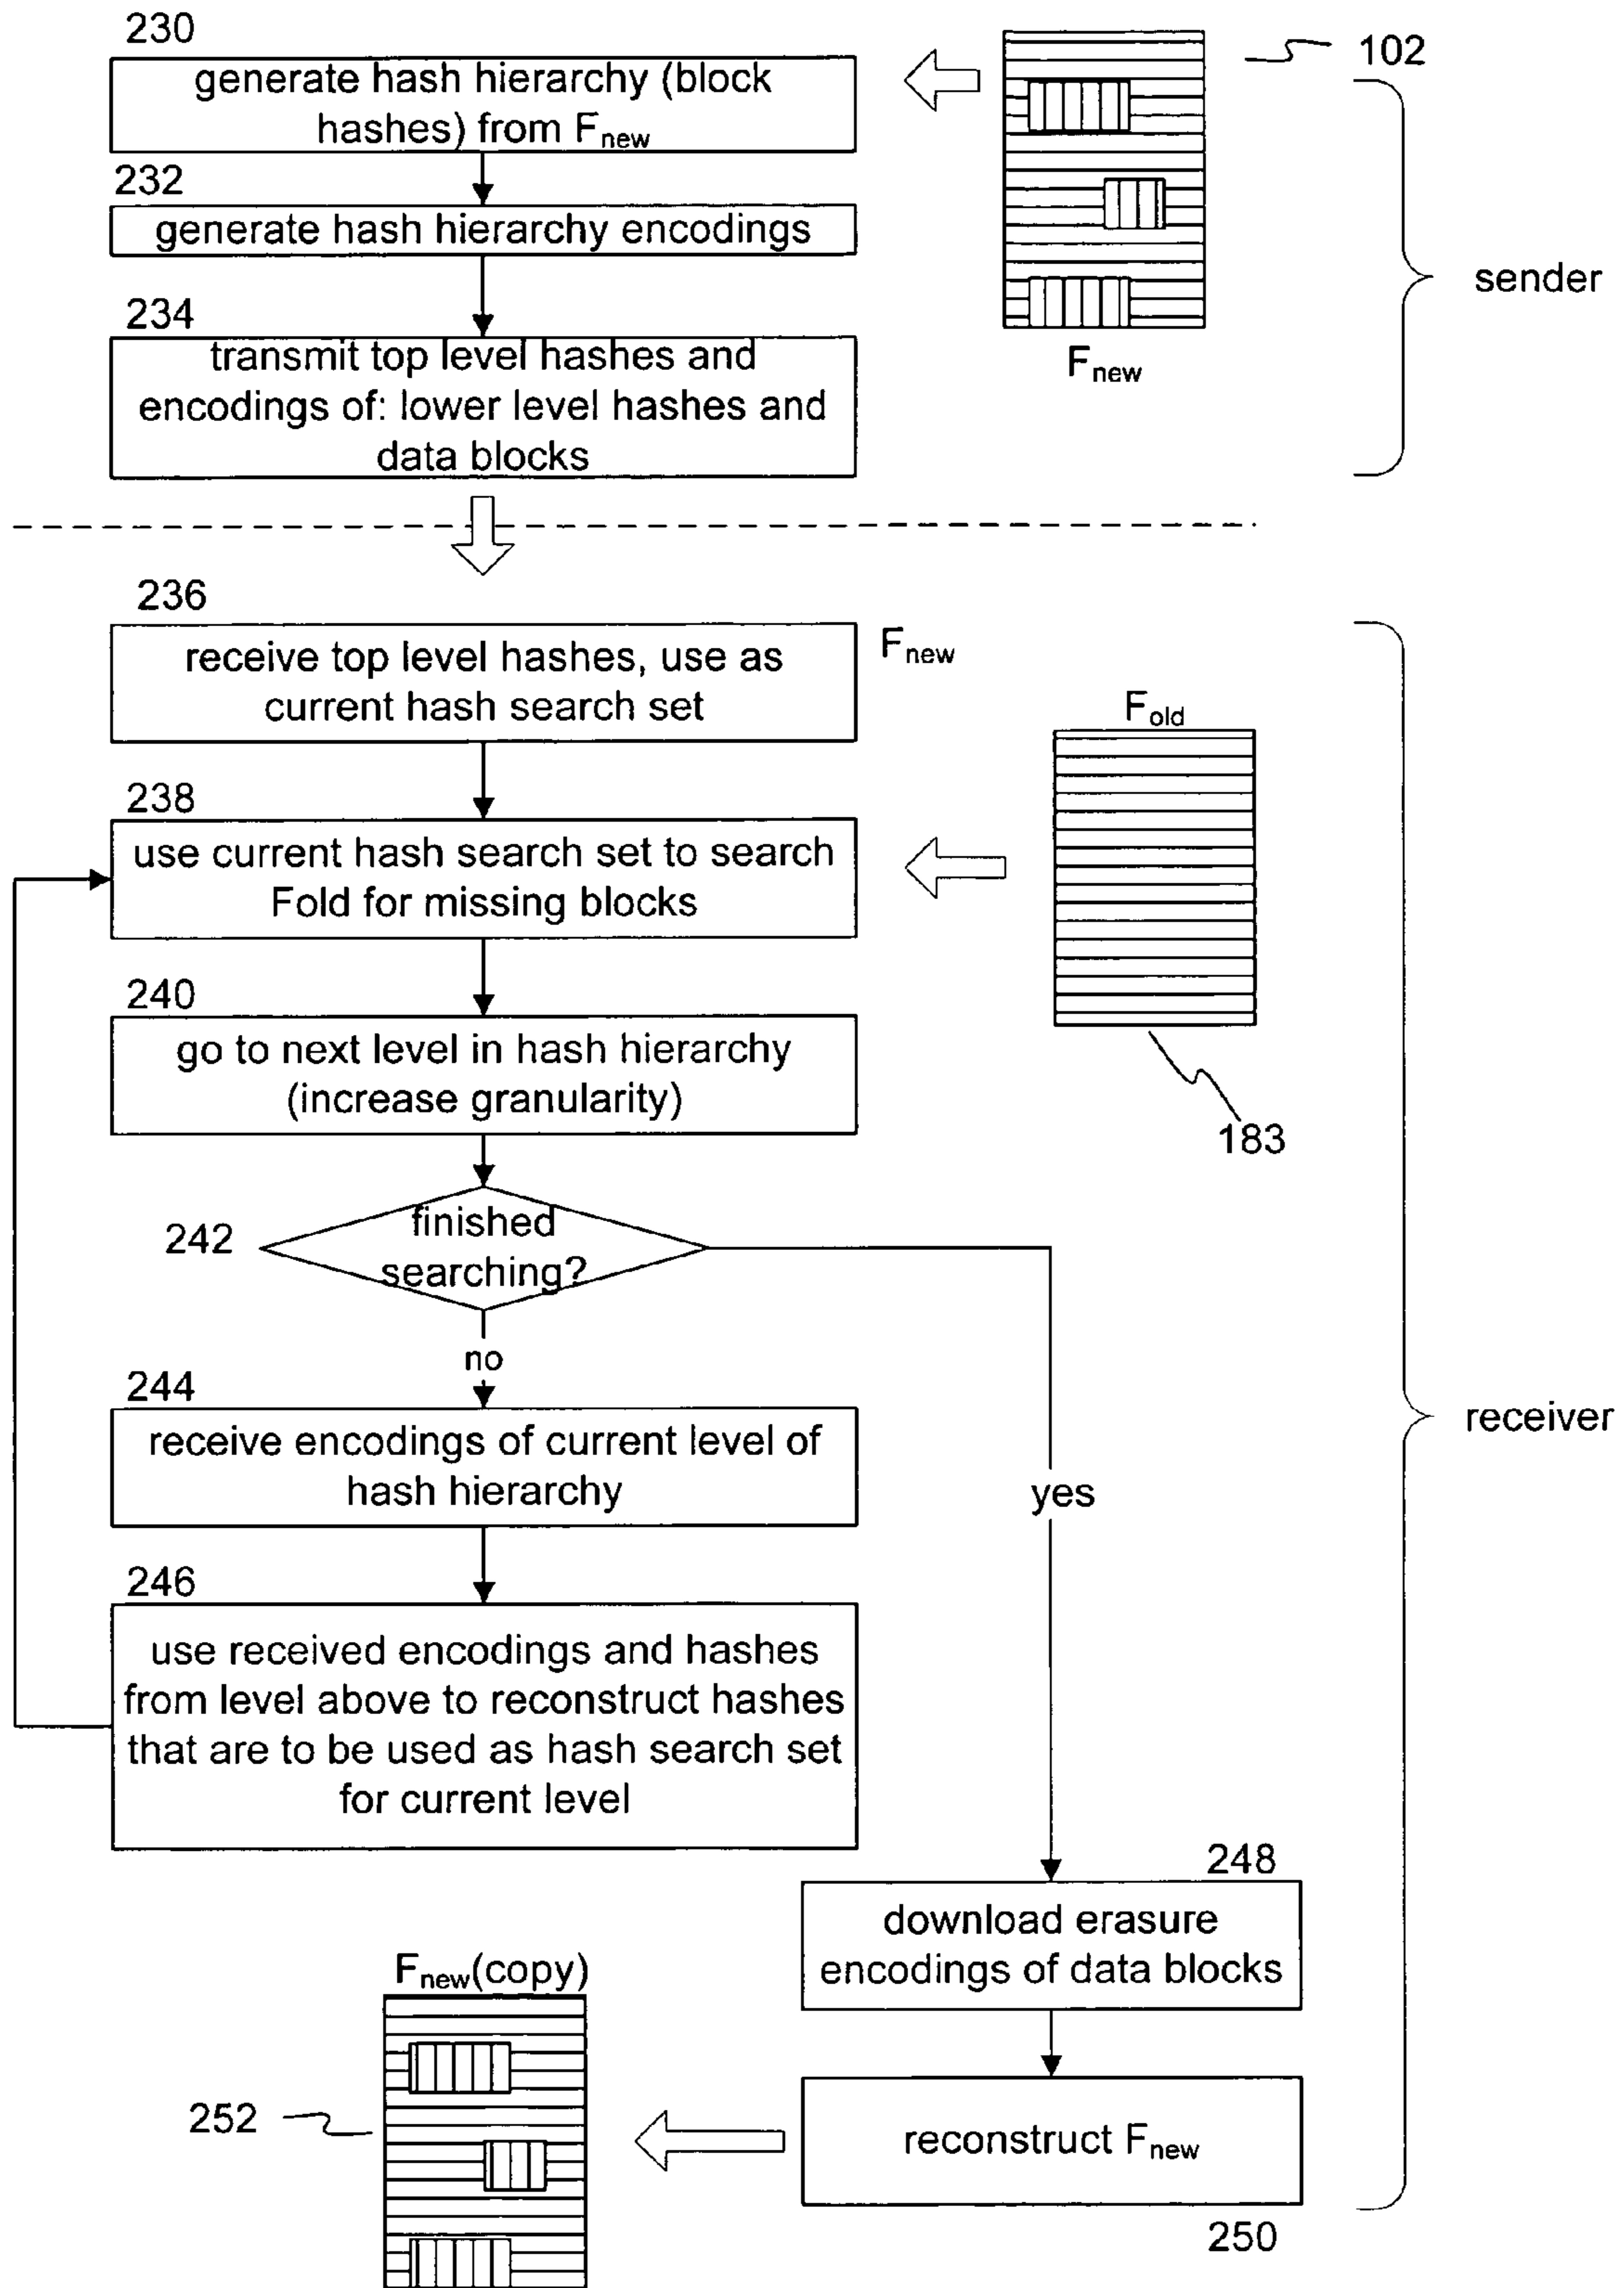 230
generate hash hierarchy (block
hashes) from Fnew
102
232
generate hash hierarchy encodings
sender
234
transmit top level hashes and
encodings of: lower level hashes and
data blocks
Fnew
236
receive top level hashes, use as
current hash search set
Fnew
Fold
238
use current hash search set to search
Fold for missing blocks
240
go to next level in hash hierarchy
(increase granularity)
183
242
finished
searching?
no
244
receive encodings of current level of
hash hierarchy
receiver
yes
246
use received encodings and hashes
from level above to reconstruct hashes
that are to be used as hash search set
for current level
248
download erasure
encodings of data blocks
Fnew(copy)
252
reconstruct Fnew
250